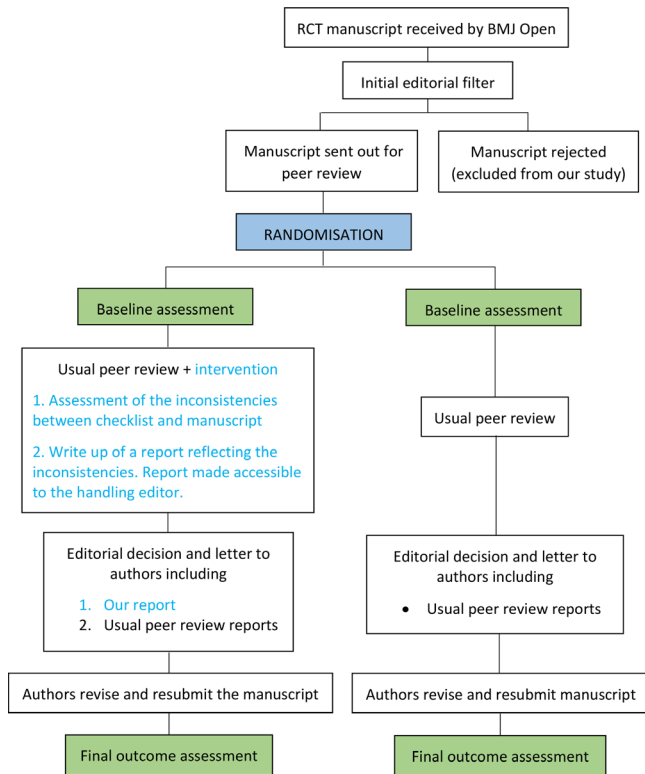 RCT manuscript received by BMJ Open
Initial editorial filter
Manuscript sent out for
peer review
Manuscript rejected
(excluded from our study)
RANDOMISATION
Baseline assessment
Baseline assessment
Usual peer review + intervention
1. Assessment of the inconsistencies
between checklist and manuscript
2. Write up of a report reflecting the
inconsistencies. Report made accessible
to the handling editor.
Usual peer review
Editorial decision and letter to
authors including
1. Our report
2. Usual peer review reports
Editorial decision and letter to
authors including
• Usual peer review reports
Authors revise and resubmit the manuscript
Authors revise and resubmit manuscript
Final outcome assessment
Final outcome assessment